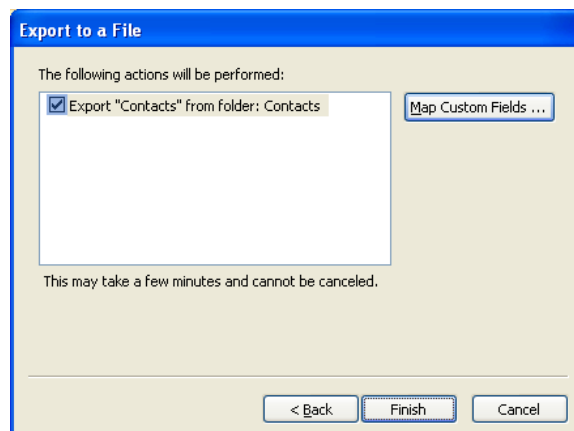 Export to a File
The following actions will be performed:
Export "Contacts" from folder: Contacts
Map Custom Fields ...
This may take a few minutes and cannot be canceled.
< Back
Finish
Cancel